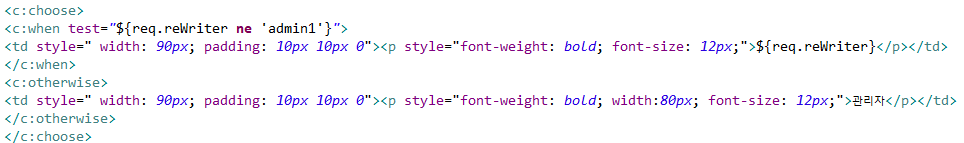 <c:choose>
<c:when test="${req.reWriter ne 'admin1'}">
<td style=" width: 90px; padding: 10px 10px 0"><p style="font-weight: bold; font-size: 12px;">${req.reWriter}</p></td>
</c:when>
<c:otherwise>
<td style=" width: 90px; padding: 10px 10px 0"><p style="font-weight: bold; width:80px; font-size: 12px;">관리자</p></td>
</c:otherwise>
</c:choose>